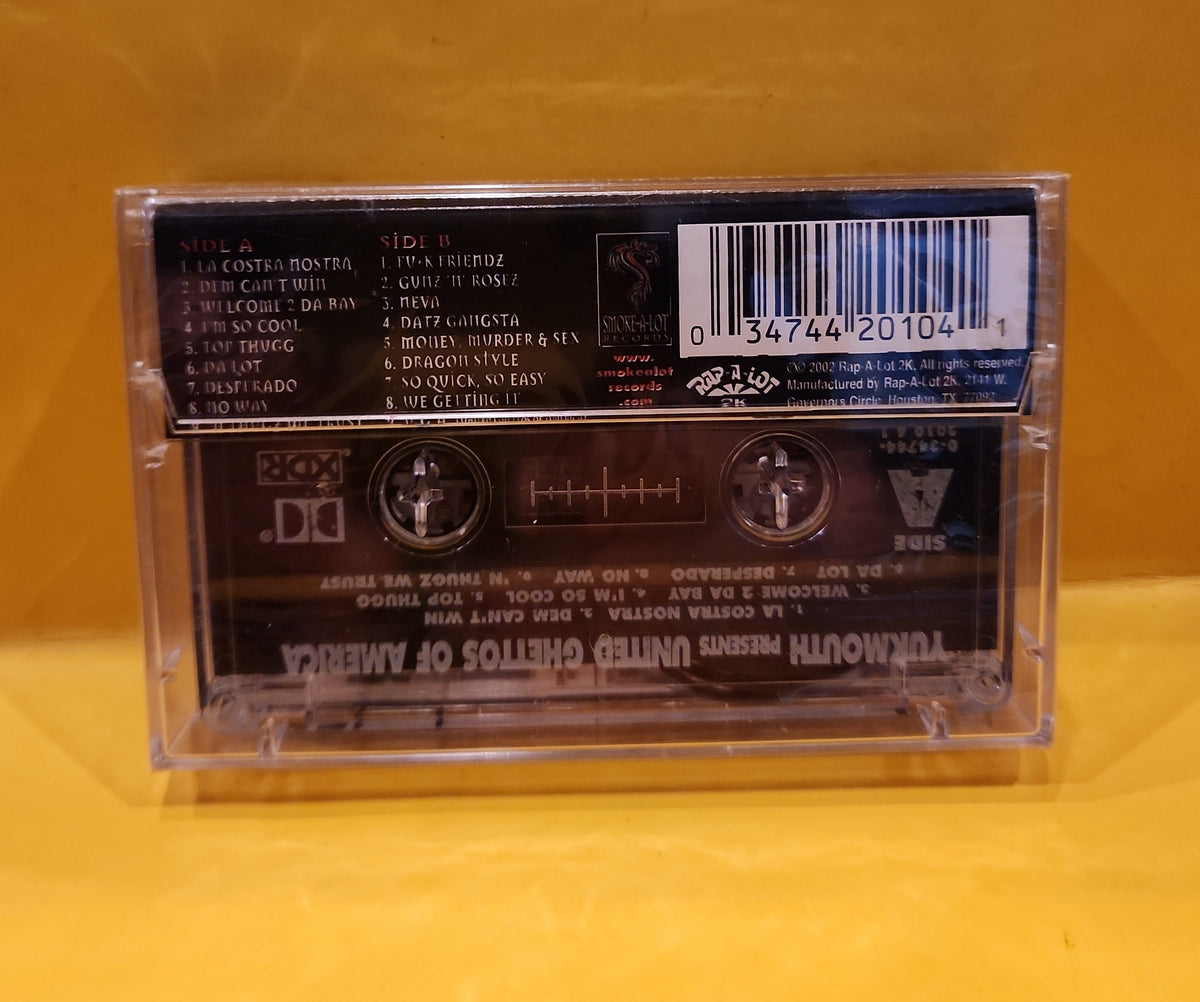 SIDE A
1. LA COSTRA NOSTRA
2. DEM CAN'T WIN
3. WELCOME 2 DA BAY
4. I'M SO COOL
5. TOP THUGG
6. DA LOT
7. DESPERADO
8. NO WAY
SIDE B
1. FU*K FRIENDZ
2. GUNZ 'N' ROSEZ
3. NEVA
4. DATZ GANGSTA
5. MONEY, MURDER & SEX
6. DRAGON STYLE
7. SO QUICK, SO EASY
8. WE GETTING IT
SMOKE-A-LOT
RECORDS
www.
smokealot
records
.com
0 34744 20104 1
RAP-A-LOT
2K
℗© 2002 Rap-A-Lot 2K. All rights reserved.
Manufactured by Rap-A-Lot 2K. 2141 W.
Governors Circle, Houston, TX 77092
YUKMOUTH PRESENTS UNITED GHETTOS OF AMERICA
1. LA COSTRA NOSTRA 2. DEM CAN'T WIN
3. WELCOME 2 DA BAY 4. I'M SO COOL 5. TOP THUGG
6. DA LOT 7. DESPERADO 8. NO WAY 9. 'N THUGZ WE TRUST
SIDE
A
0-34744-
2010 4 1
XDR